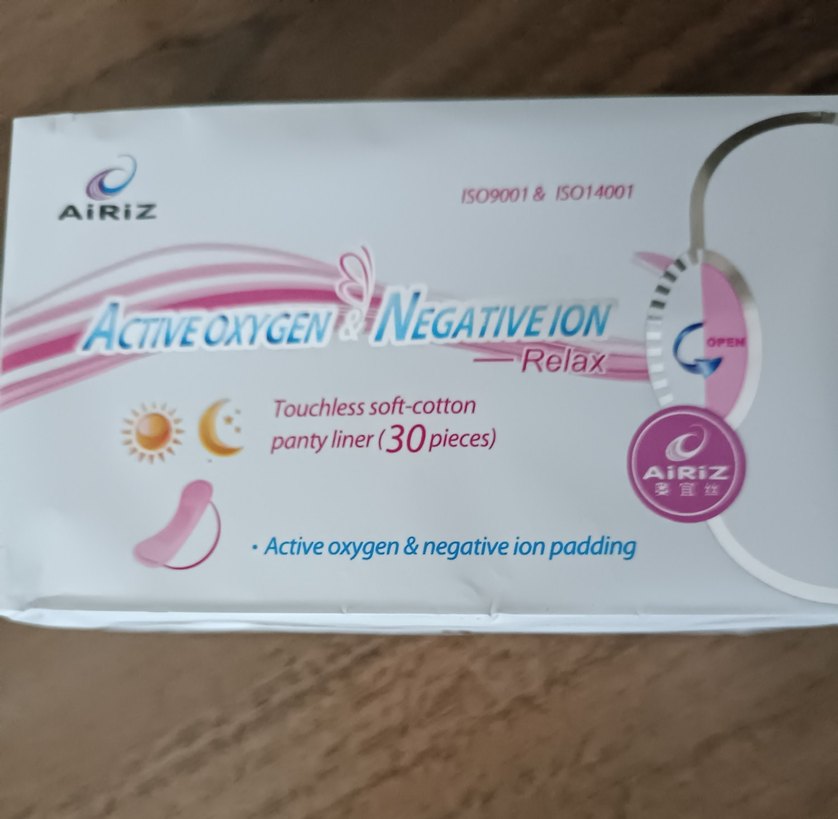 AiRiZ
ISO9001 & ISO14001
ACTIVE OXYGEN & NEGATIVE ION
—Relax
OPEN
Touchless soft-cotton
panty liner (30 pieces)
AiRiZ
宜丝
• Active oxygen & negative ion padding